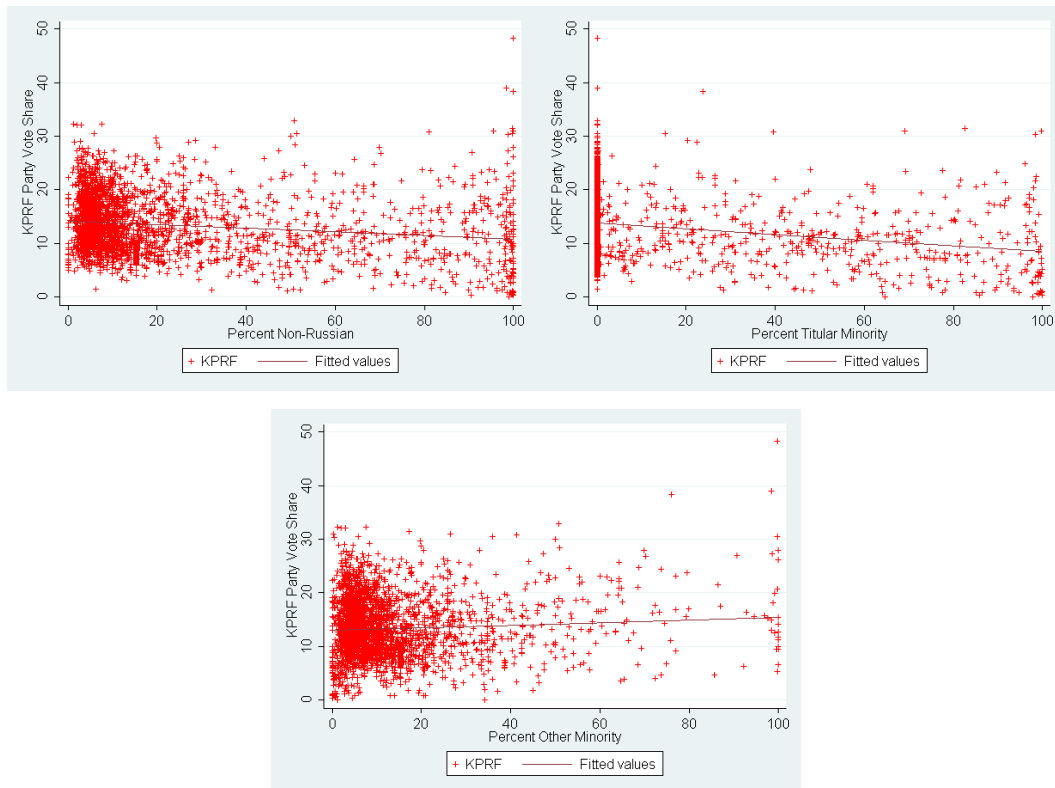 KPRF Party Vote Share
50
40
30
20
10
0
0 20 40 60 80 100
Percent Non-Russian
KPRF Fitted values
KPRF Party Vote Share
50
40
30
20
10
0
0 20 40 60 80 100
Percent Titular Minority
KPRF Fitted values
KPRF Party Vote Share
50
40
30
20
10
0
0 20 40 60 80 100
Percent Other Minority
KPRF Fitted values